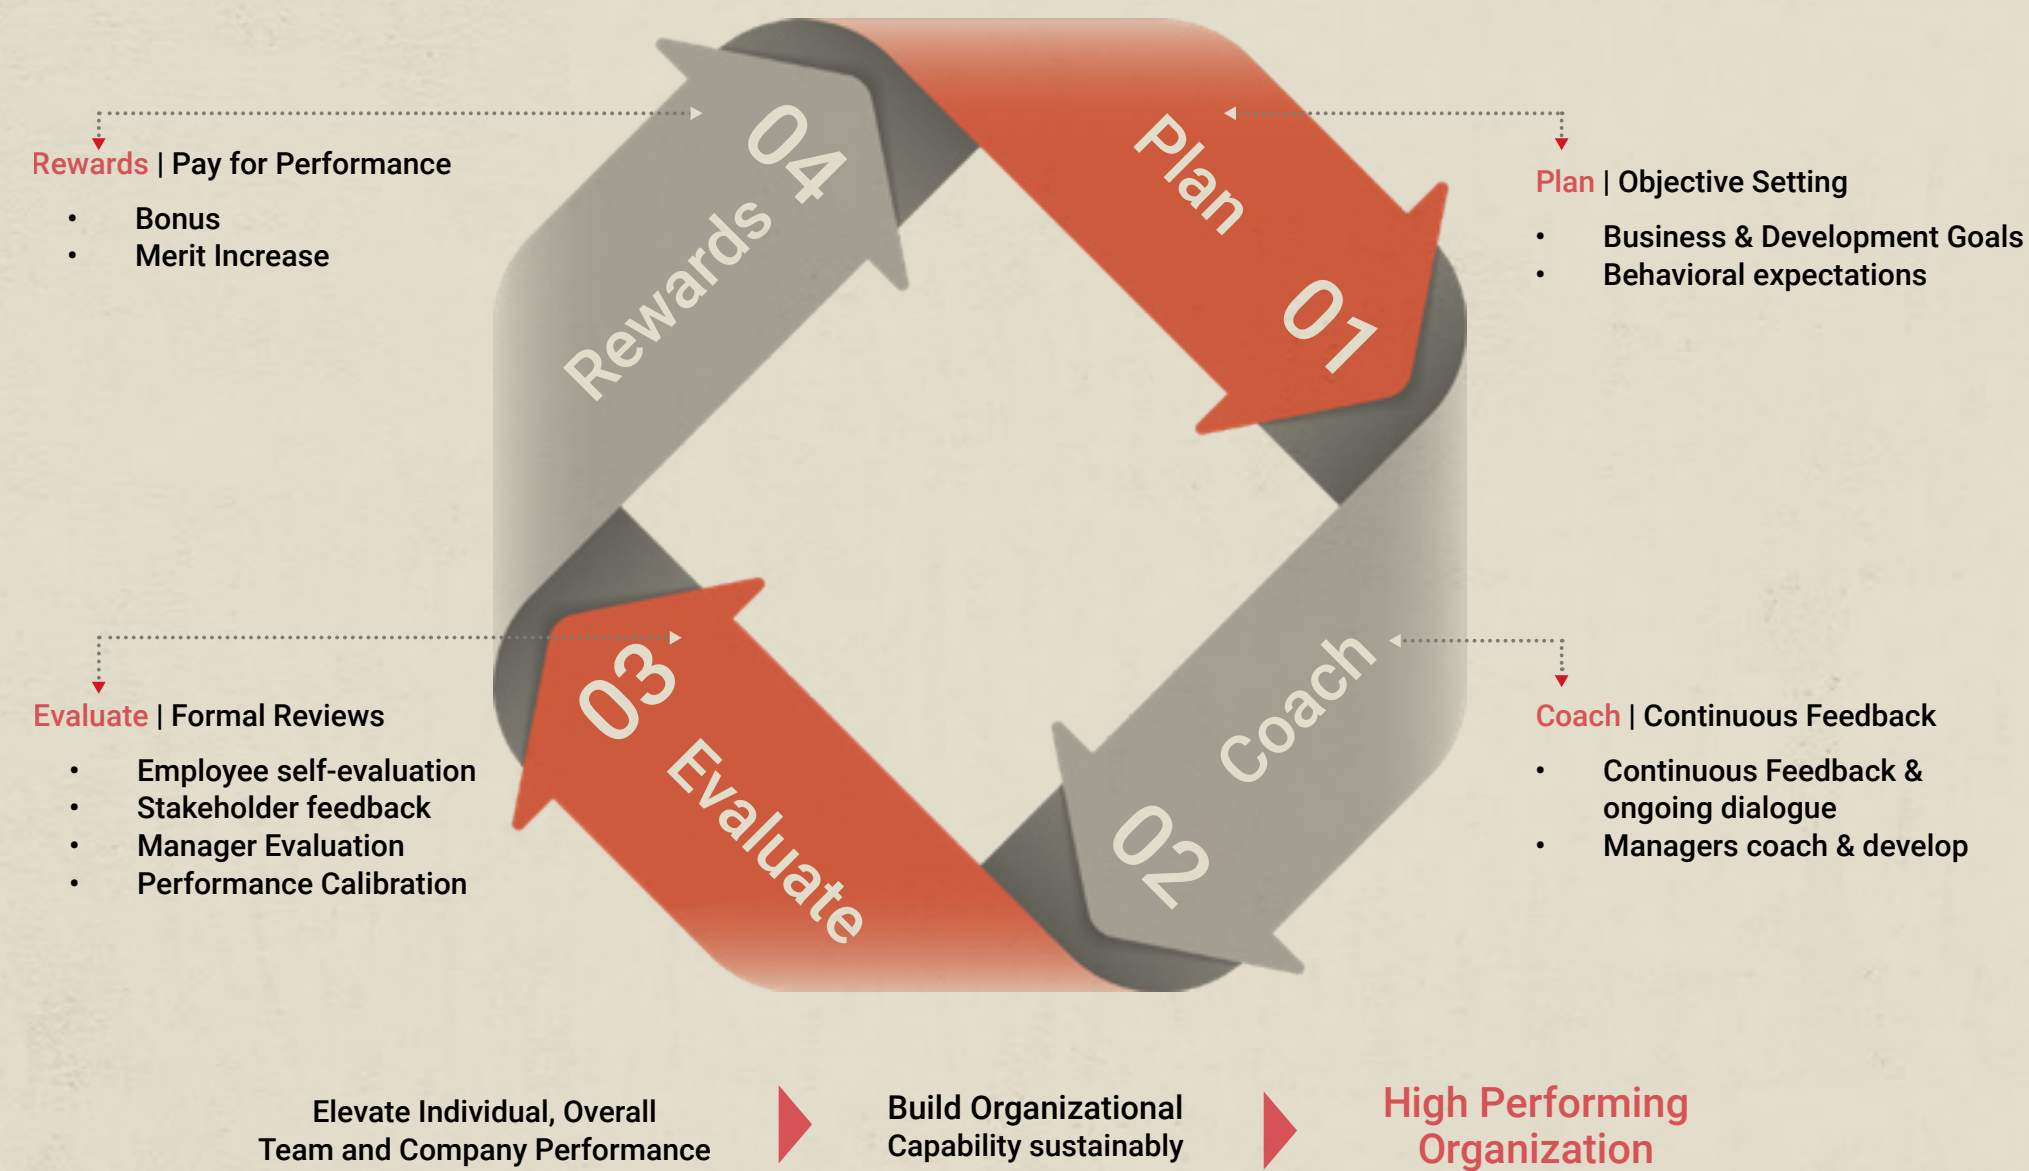 04
Rewards
Plan
01
Rewards | Pay for Performance
• Bonus
• Merit Increase
Plan | Objective Setting
• Business & Development Goals
• Behavioral expectations
03
Evaluate
Coach
02
Evaluate | Formal Reviews
• Employee self-evaluation
• Stakeholder feedback
• Manager Evaluation
• Performance Calibration
Coach | Continuous Feedback
• Continuous Feedback &
ongoing dialogue
• Managers coach & develop
Elevate Individual, Overall
Team and Company Performance
Build Organizational
Capability sustainably
High Performing
Organization